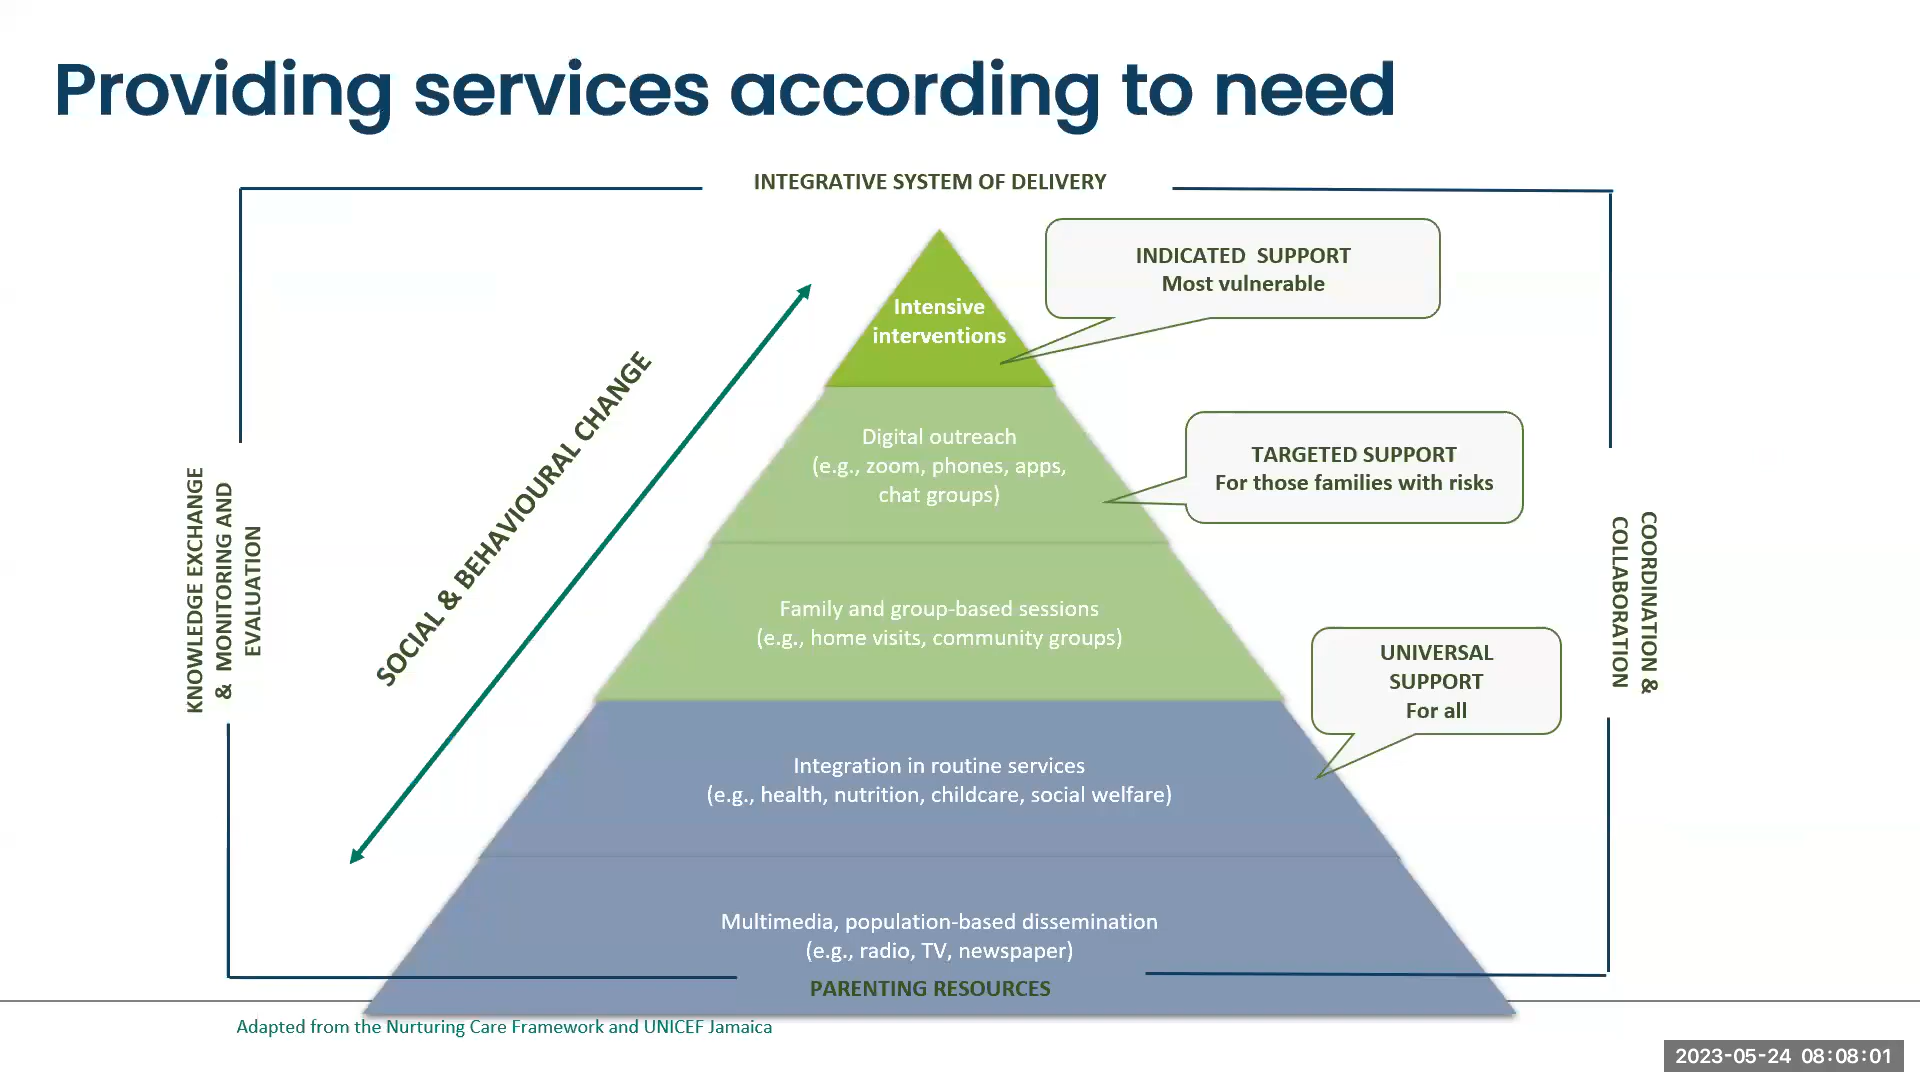 Providing services according to need
INTEGRATIVE SYSTEM OF DELIVERY
INDICATED  SUPPORT
Most vulnerable
Intensive
interventions
SOCIAL & BEHAVIOURAL CHANGE
Digital outreach
(e.g., zoom, phones, apps,
chat groups)
TARGETED SUPPORT
For those families with risks
KNOWLEDGE EXCHANGE
&  MONITORING AND
EVALUATION
COORDINATION &
COLLABORATION
Family and group-based sessions
(e.g., home visits, community groups)
UNIVERSAL
SUPPORT
For all
Integration in routine services
(e.g., health, nutrition, childcare, social welfare)
Multimedia, population-based dissemination
(e.g., radio, TV, newspaper)
PARENTING RESOURCES
Adapted from the Nurturing Care Framework and UNICEF Jamaica
2023-05-24 08:08:01